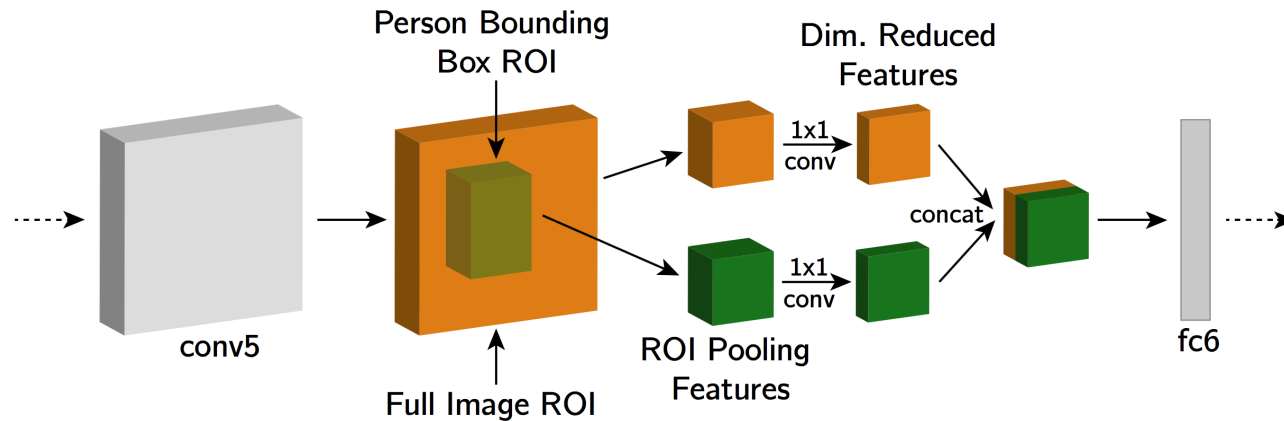 Person Bounding
Box ROI
Dim. Reduced
Features
1x1
conv
concat
1x1
conv
conv5
ROI Pooling
Features
fc6
Full Image ROI